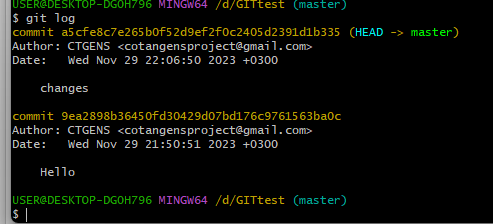 USER@DESKTOP-DGOH796 MINGW64 /d/GITtest (master)
$ git log
commit a5cfe8c7e265b0f52d9ef2f0c2405d2391d1b335 (HEAD -> master)
Author: CTGENS <cotangensproject@gmail.com>
Date:   Wed Nov 29 22:06:50 2023 +0300
changes
commit 9ea2898b36450fd30429d07bd176c9761563ba0c
Author: CTGENS <cotangensproject@gmail.com>
Date:   Wed Nov 29 21:50:51 2023 +0300
Hello
USER@DESKTOP-DGOH796 MINGW64 /d/GITtest (master)
$